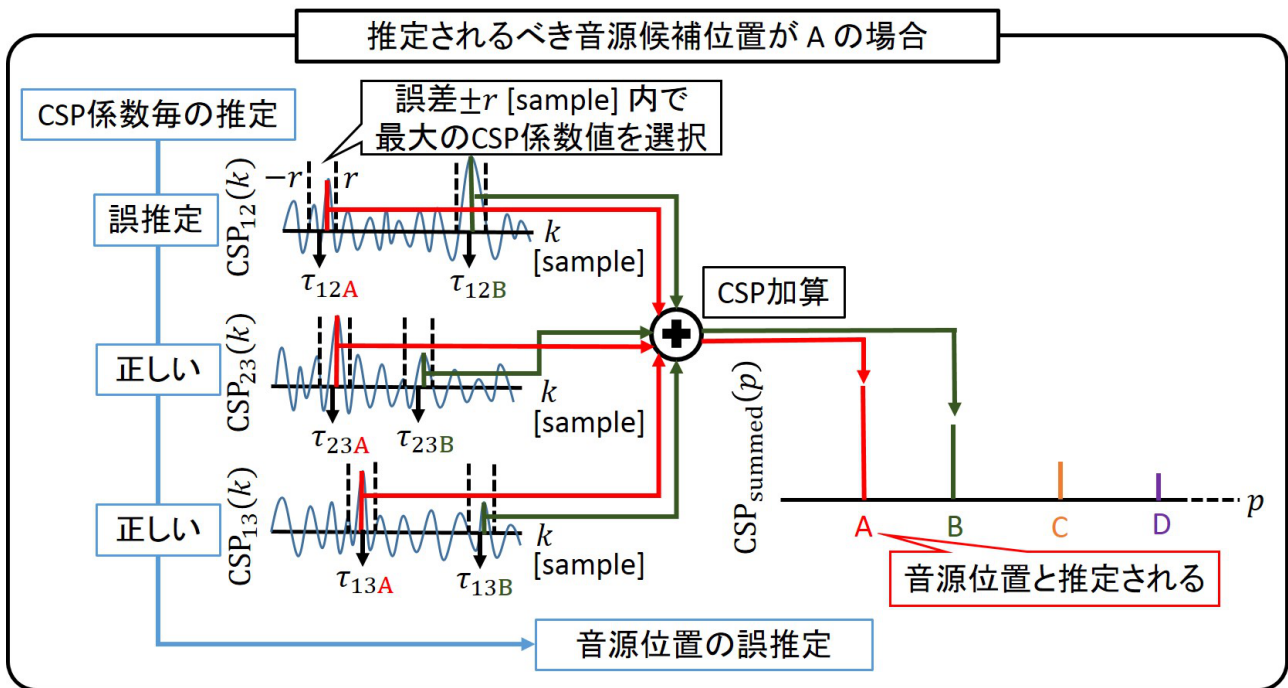 推定されるべき音源候補位置が A の場合
CSP係数毎の推定
誤差±r [sample] 内で
最大のCSP係数値を選択
誤推定
CSP₁₂(k)
−r
r
k
[sample]
τ₁₂A
τ₁₂B
CSP加算
正しい
CSP₂₃(k)
k
[sample]
τ₂₃A
τ₂₃B
正しい
CSP₁₃(k)
k
[sample]
τ₁₃A
τ₁₃B
CSPsummed(p)
A
B
C
D
p
音源位置と推定される
音源位置の誤推定